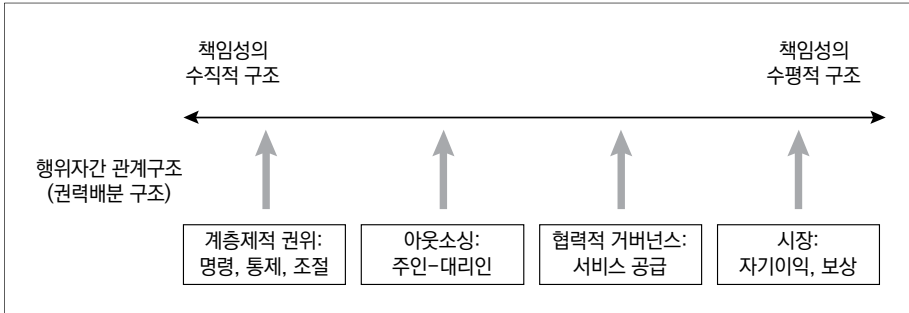 책임성의
수직적 구조
책임성의
수평적 구조
행위자간 관계구조
(권력배분 구조)
계층제적 권위:
명령, 통제, 조절
아웃소싱:
주인-대리인
협력적 거버넌스:
서비스 공급
시장:
자기이익, 보상